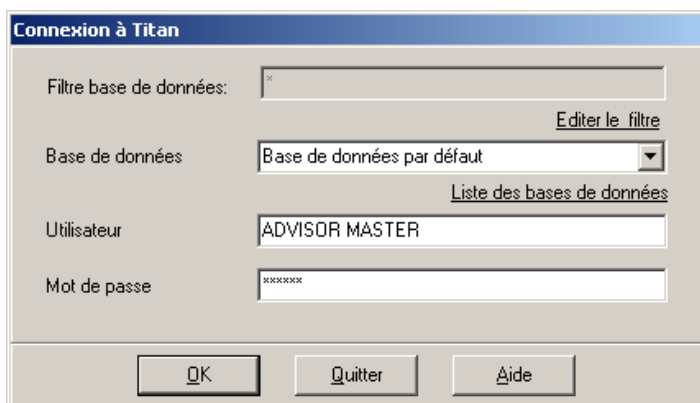 Connexion à Titan
Filtre base de données: *
Editer le filtre
Base de données Base de données par défaut
Liste des bases de données
Utilisateur ADVISOR MASTER
Mot de passe ******
OK Quitter Aide